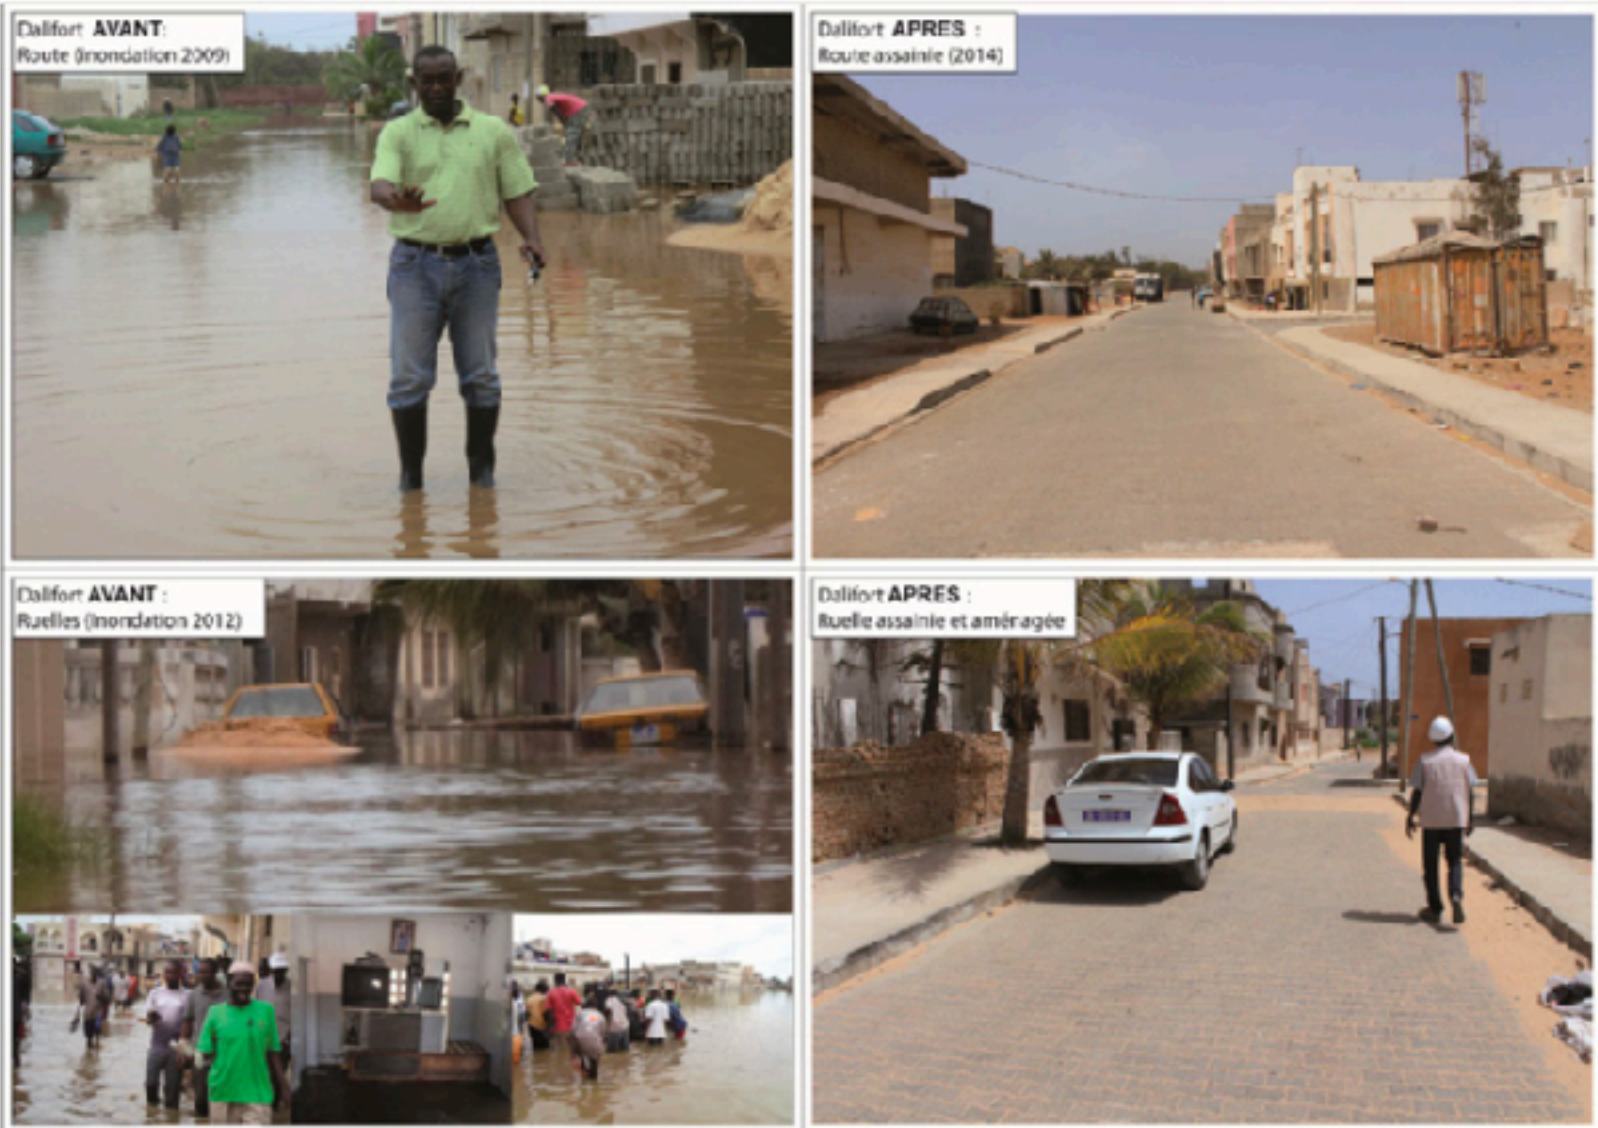 Dalifort AVANT:
Route (Inondation 2009)
Dalifort APRES :
Route assainie (2014)
Dalifort AVANT :
Ruelles (Inondation 2012)
Dalifort APRES :
Ruelle assainie et aménagée